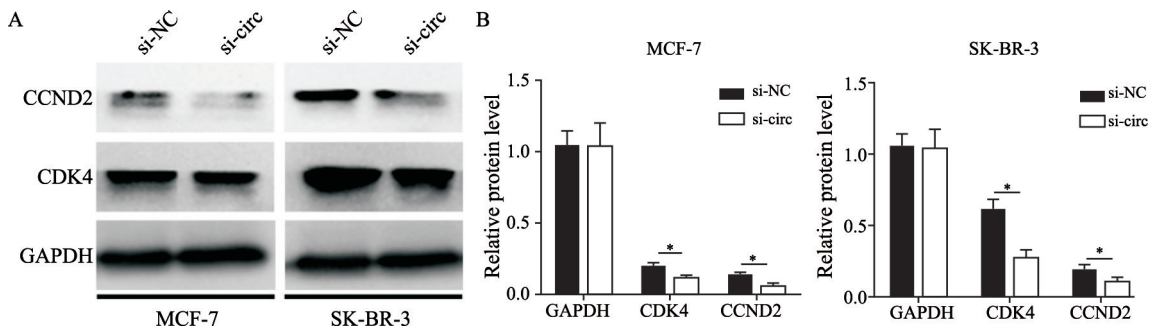 A
si-NC
si-circ
si-NC
si-circ
CCND2
CDK4
GAPDH
MCF-7
SK-BR-3
B
MCF-7
Relative protein level
1.5
1.0
0.5
0.0
si-NC
si-circ
*
*
GAPDH
CDK4
CCND2
SK-BR-3
Relative protein level
1.5
1.0
0.5
0.0
si-NC
si-circ
*
*
GAPDH
CDK4
CCND2